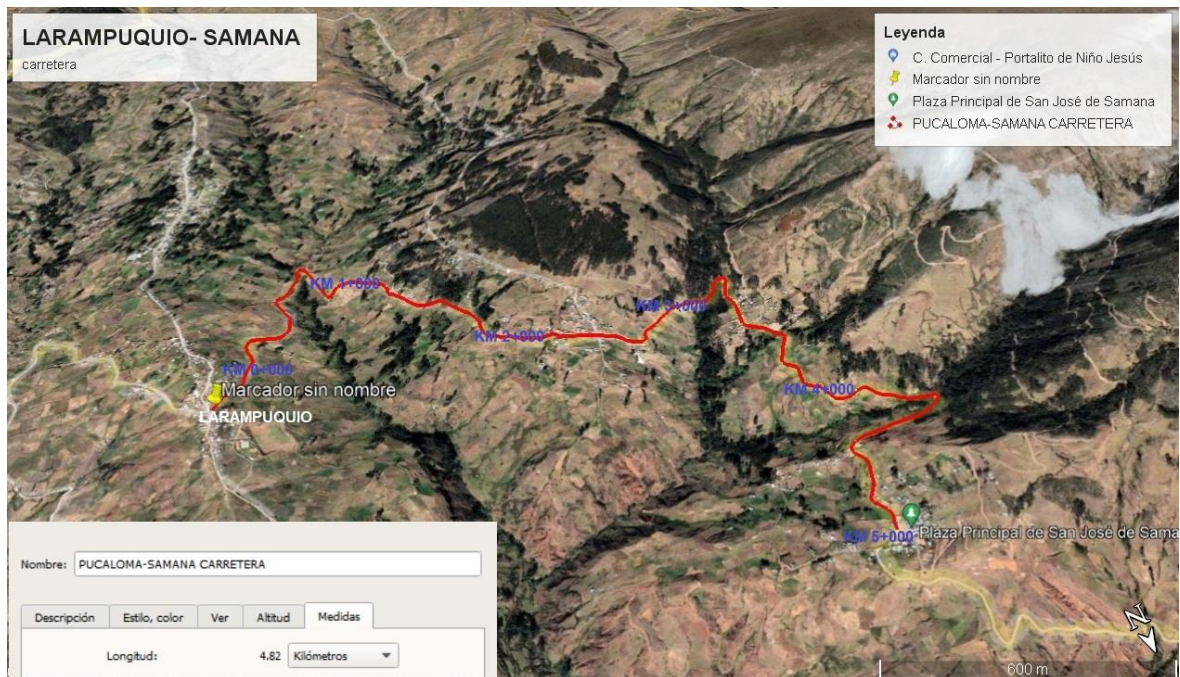 LARAMPUQUIO- SAMANA
carretera
Leyenda
C. Comercial - Portalito de Niño Jesús
Marcador sin nombre
Plaza Principal de San José de Samana
PUCALOMA-SAMANA CARRETERA
KM 1+000
KM 3+000
KM 2+000
KM 0+000
Marcador sin nombre
KM 4+000
LARAMPUQUIO
Plaza Principal de San José de Sama
KM 5+000
Nombre: PUCALOMA-SAMANA CARRETERA
Descripción Estilo, color Ver Altitud Medidas
Longitud: 4.82 Kilómetros
N
600 m